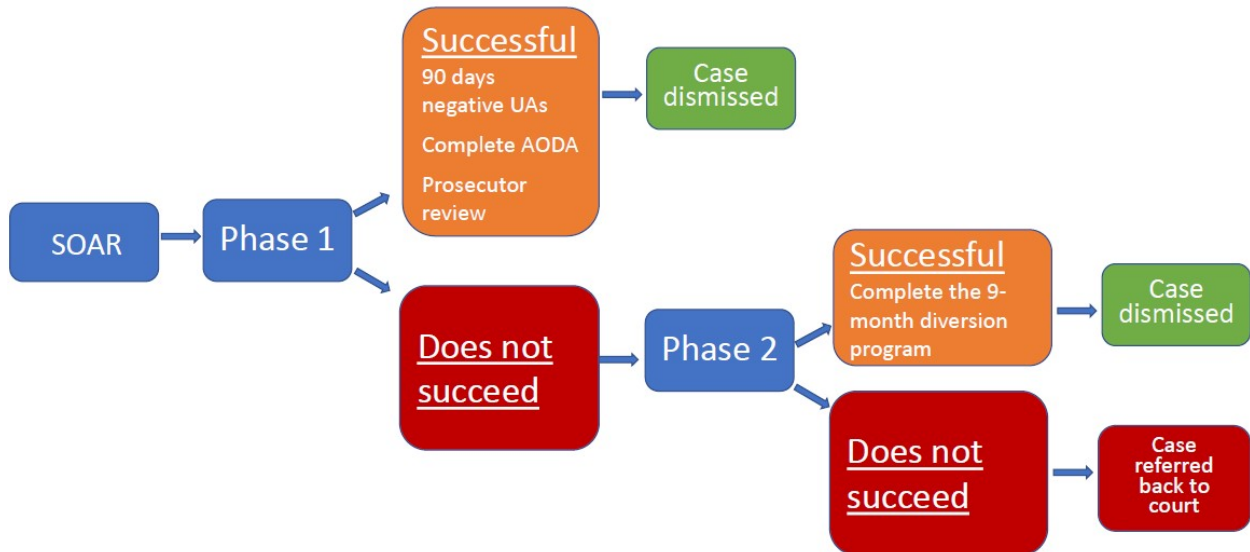 SOAR
Phase 1
Successful
90 days
negative UAs
Complete AODA
Prosecutor
review
Case
dismissed
Does not
succeed
Phase 2
Successful
Complete the 9-
month diversion
program
Case
dismissed
Does not
succeed
Case
referred
back to
court